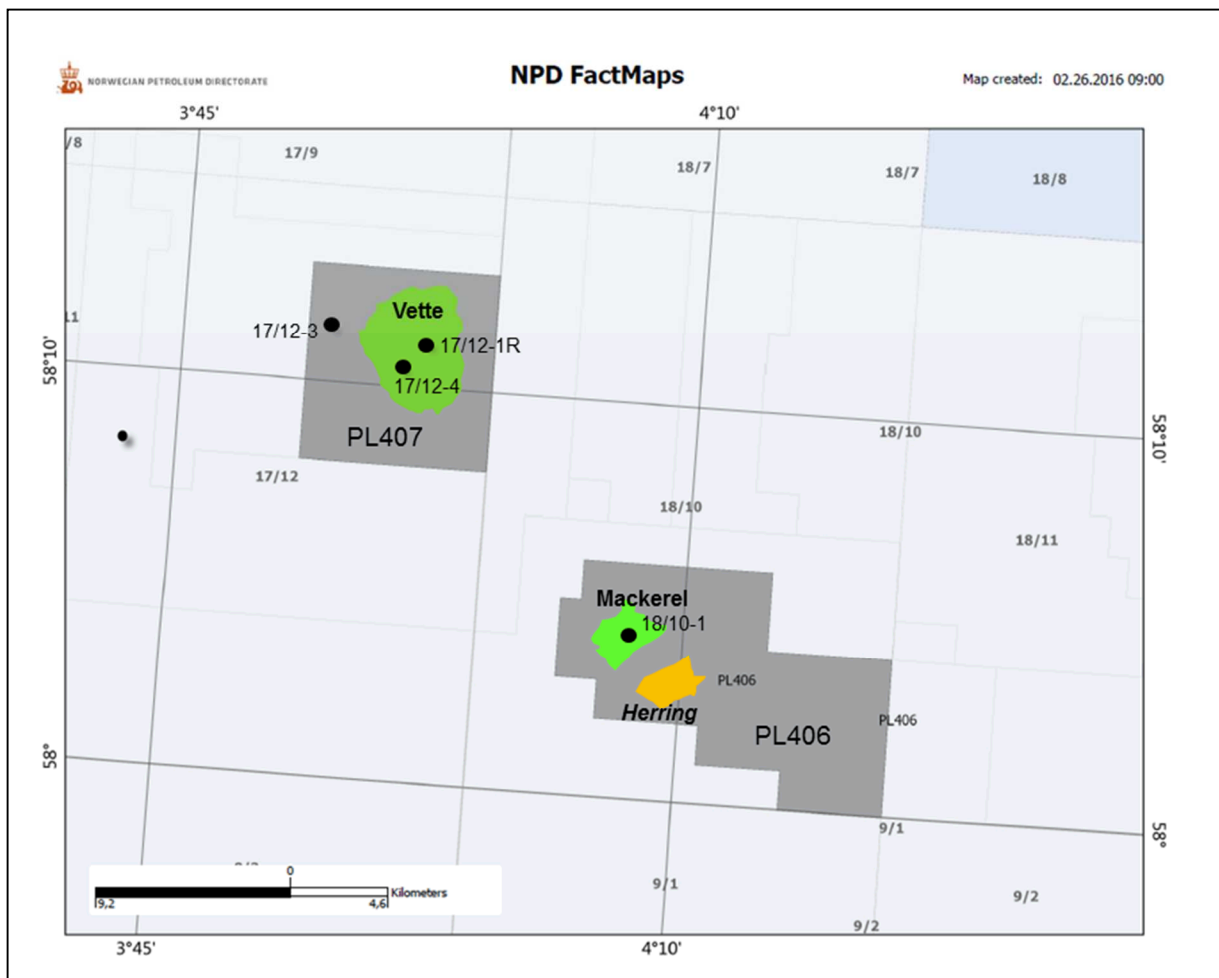 NORWEGIAN PETROLEUM DIRECTORATE
NPD FactMaps
Map created: 02.26.2016 09:00
3°45'
4°10'
/8
17/9
18/7
18/7
18/8
Vette
11
17/12-3
17/12-1R
58°10'
17/12-4
PL407
18/10
58°10'
17/12
18/10
18/11
Mackerel
18/10-1
PL406
Herring
PL406
PL406
58°
9/1
58°
0
9/1
9/2
Kilometers
9,2
4,6
9/2
3°45'
4°10'